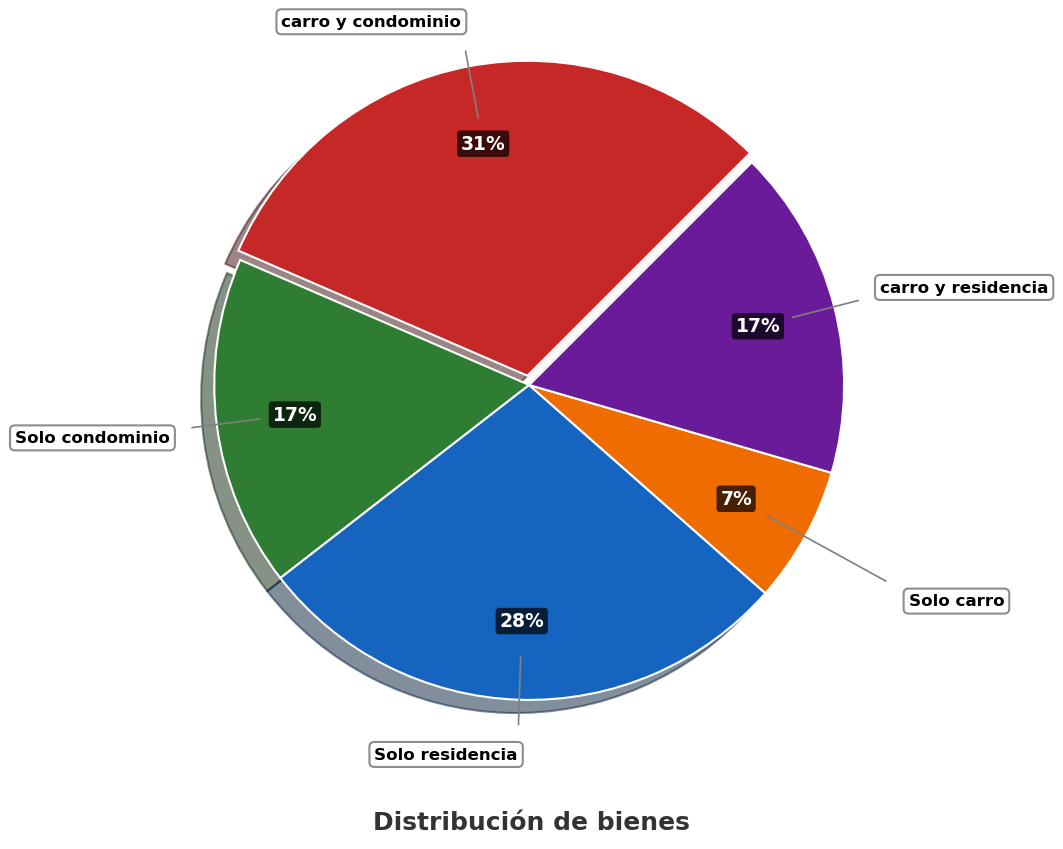 carro y condominio
31%
carro y residencia
17%
17%
Solo condominio
7%
Solo carro
28%
Solo residencia
Distribución de bienes